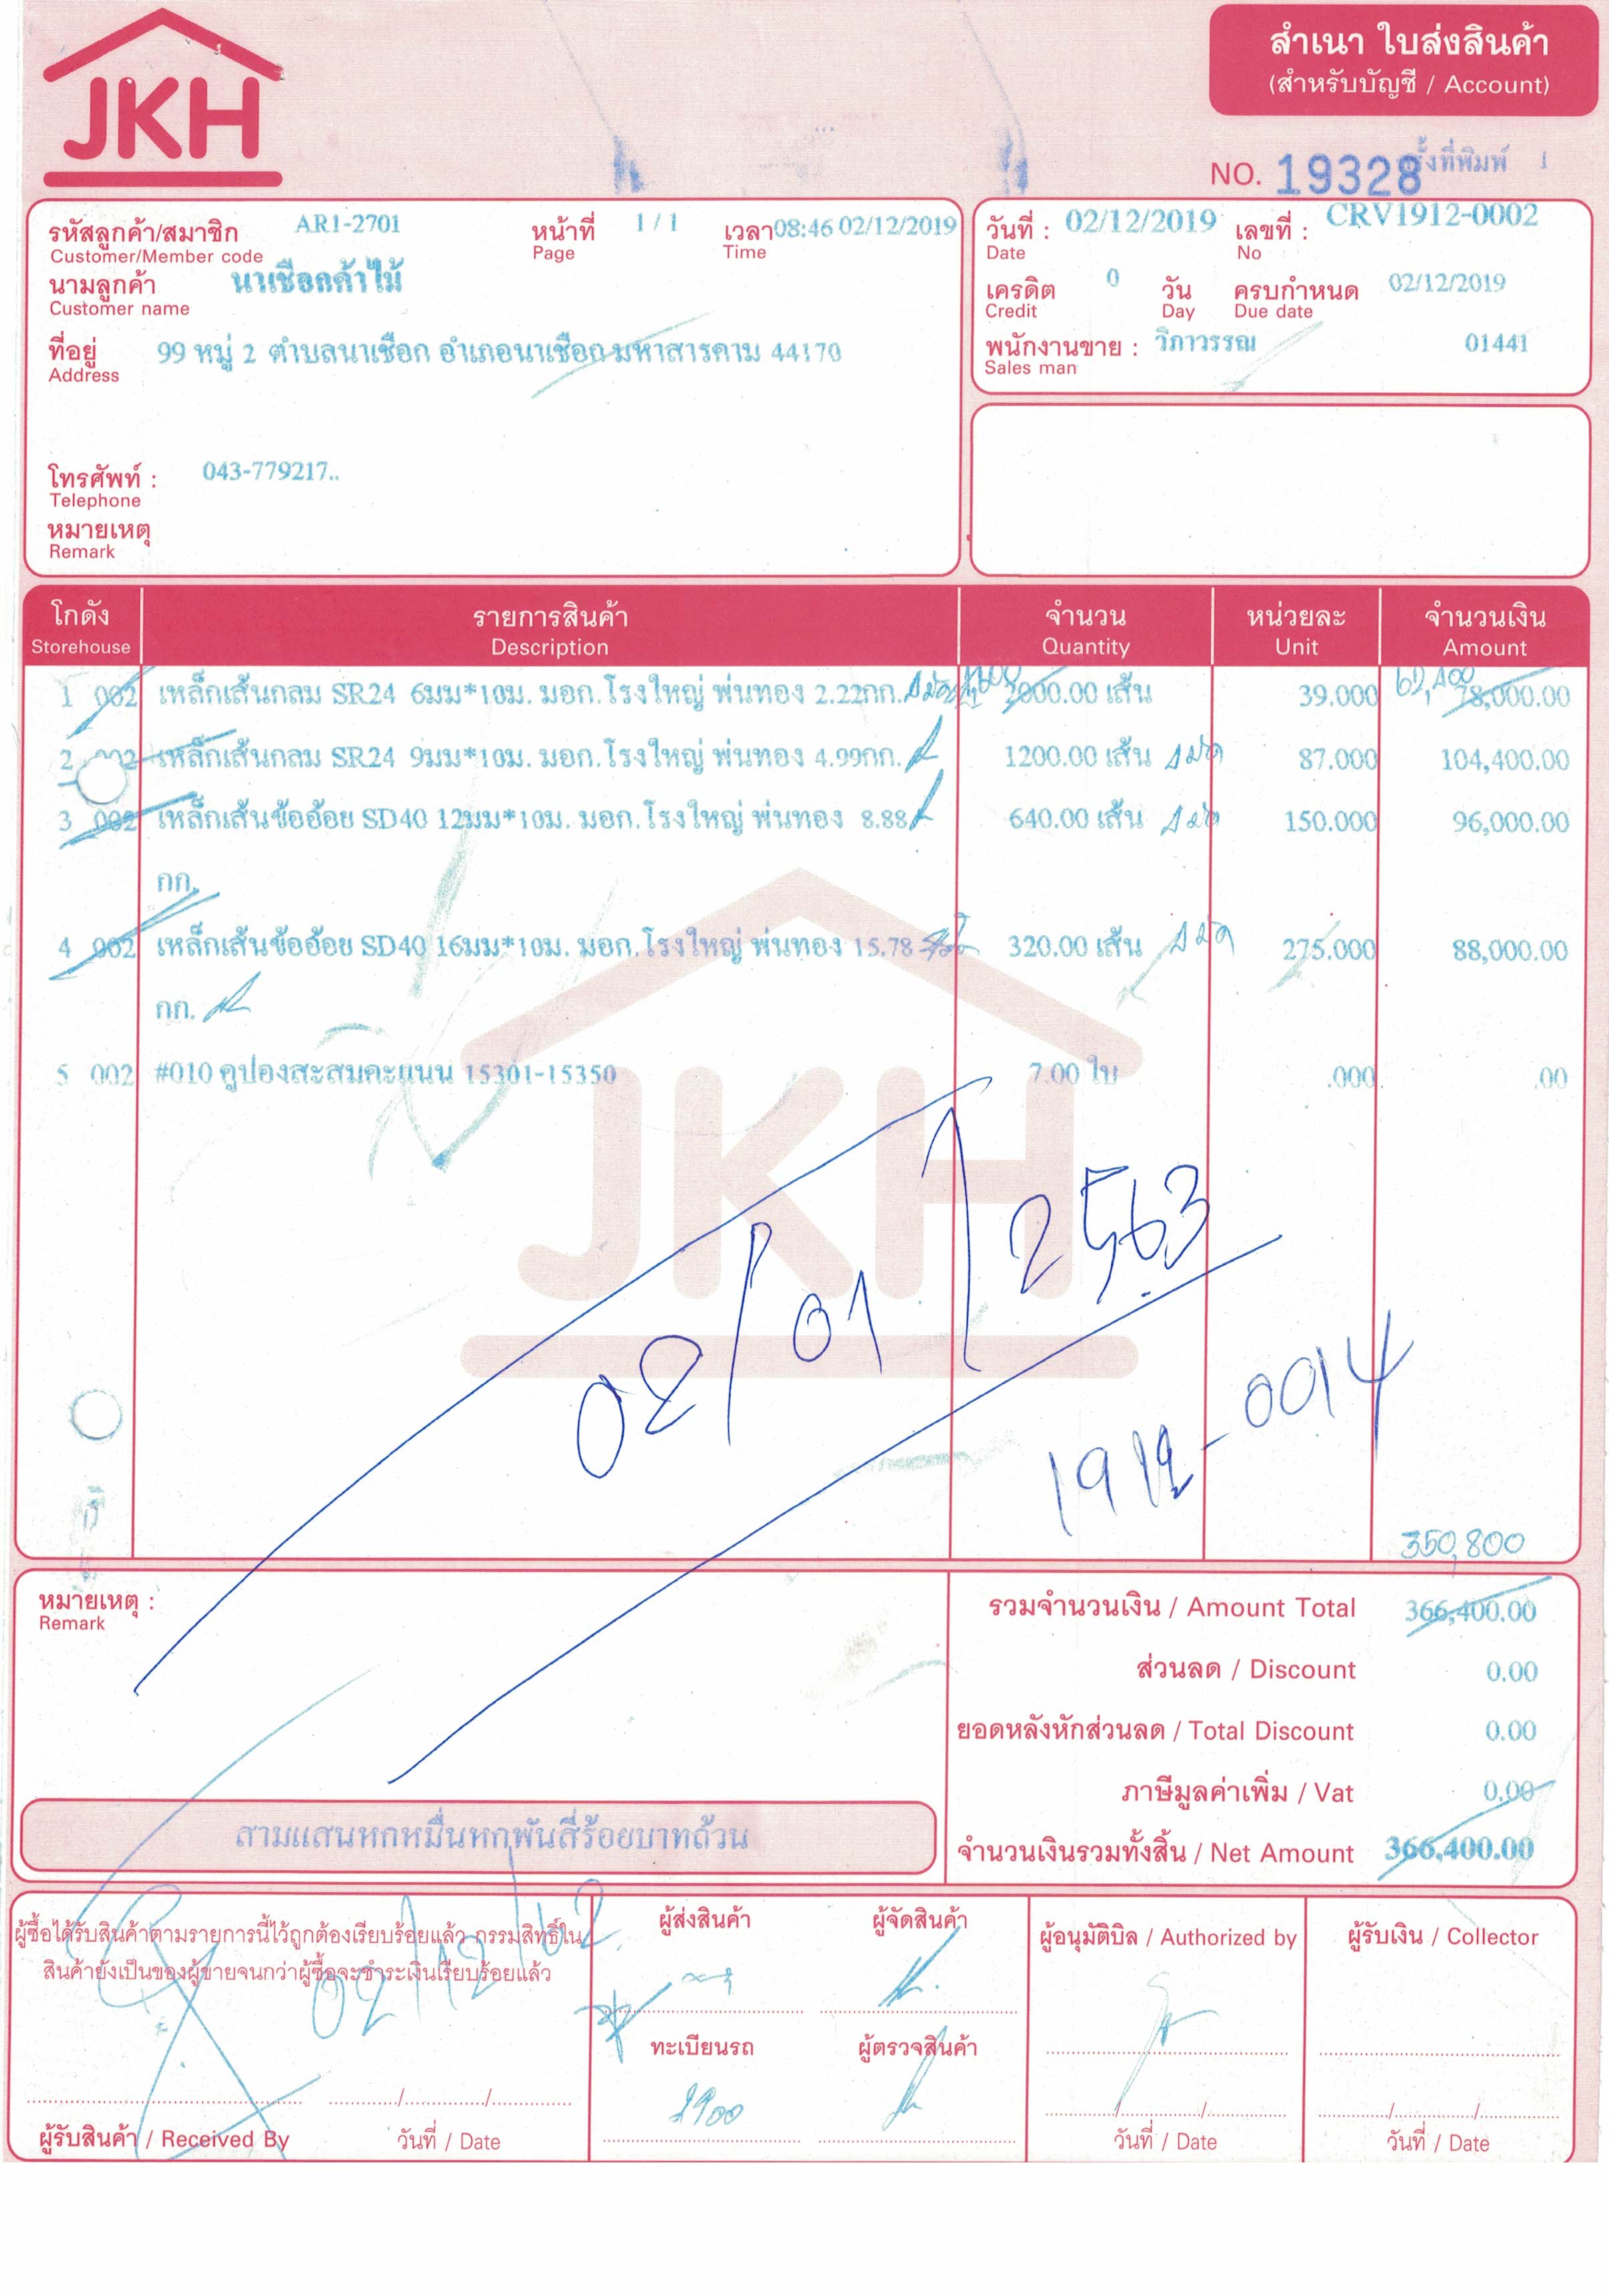 JKH
สำเนา ใบส่งสินค้า
(สำหรับบัญชี / Account)
NO. 19328
ครั้งที่พิมพ์ 1
รหัสลูกค้า/สมาชิก AR1-2701 หน้าที่ 1 / 1 เวลา 08:46 02/12/2019
Customer/Member code Page Time
นามลูกค้า นาเชือกค้าไม้
Customer name
ที่อยู่ 99 หมู่ 2 ตำบลนาเชือก อำเภอนาเชือก มหาสารคาม 44170
Address
โทรศัพท์ : 043-779217..
Telephone
หมายเหตุ
Remark
วันที่ : 02/12/2019 เลขที่ : CRV1912-0002
Date No
เครดิต 0 วัน ครบกำหนด 02/12/2019
Credit Day Due date
พนักงานขาย : วิภาวรรณ 01441
Sales man
โกดัง รายการสินค้า จำนวน หน่วยละ จำนวนเงิน
Storehouse Description Quantity Unit Amount
1 002 เหล็กเส้นกลม SR24 6มม*10ม. มอก.โรงใหญ่ พ่นทอง 2.22กก. 2000.00 เส้น 39.000 78,000.00
2 002 เหล็กเส้นกลม SR24 9มม*10ม. มอก.โรงใหญ่ พ่นทอง 4.99กก. 1200.00 เส้น 87.000 104,400.00
3 002 เหล็กเส้นข้ออ้อย SD40 12มม*10ม. มอก.โรงใหญ่ พ่นทอง 8.88 640.00 เส้น 150.000 96,000.00
กก.
4 002 เหล็กเส้นข้ออ้อย SD40 16มม*10ม. มอก.โรงใหญ่ พ่นทอง 15.78 320.00 เส้น 275.000 88,000.00
กก.
5 002 #010 คูปองสะสมคะแนน 15301-15350 7.00 ใบ .000 .00
JKH
02/01/2563
1912-0014
350,800
หมายเหตุ :
Remark
รวมจำนวนเงิน / Amount Total 366,400.00
ส่วนลด / Discount 0.00
ยอดหลังหักส่วนลด / Total Discount 0.00
ภาษีมูลค่าเพิ่ม / Vat 0.00
สามแสนหกหมื่นหกพันสี่ร้อยบาทถ้วน
จำนวนเงินรวมทั้งสิ้น / Net Amount 366,400.00
ผู้ซื้อได้รับสินค้าตามรายการนี้ไว้ถูกต้องเรียบร้อยแล้ว กรรมสิทธิ์ใน
สินค้ายังเป็นของผู้ขายจนกว่าผู้ซื้อจะชำระเงินเรียบร้อยแล้ว
02/12/62
ผู้รับสินค้า / Received By วันที่ / Date
ผู้ส่งสินค้า ผู้จัดสินค้า
ทะเบียนรถ ผู้ตรวจสินค้า
ผู้อนุมัติบิล / Authorized by
วันที่ / Date
ผู้รับเงิน / Collector
วันที่ / Date